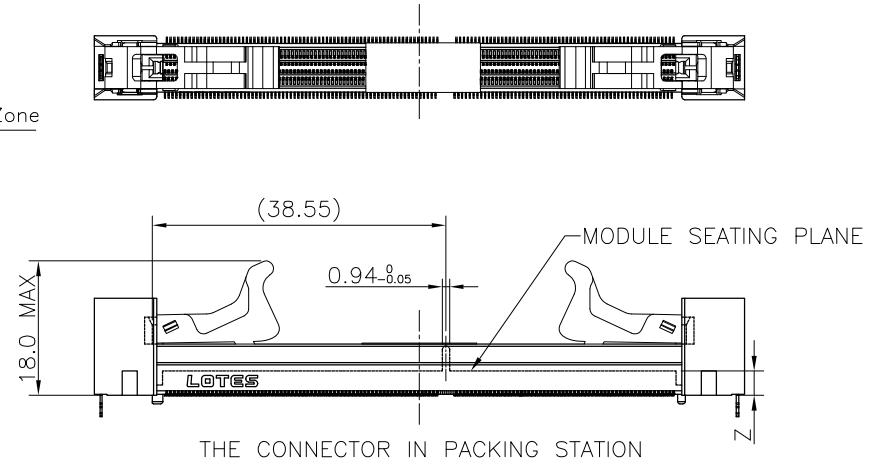 Zone
(38.55)
MODULE SEATING PLANE
0.94 0 -0.05
18.0 MAX
LOTES
Z
THE CONNECTOR IN PACKING STATION